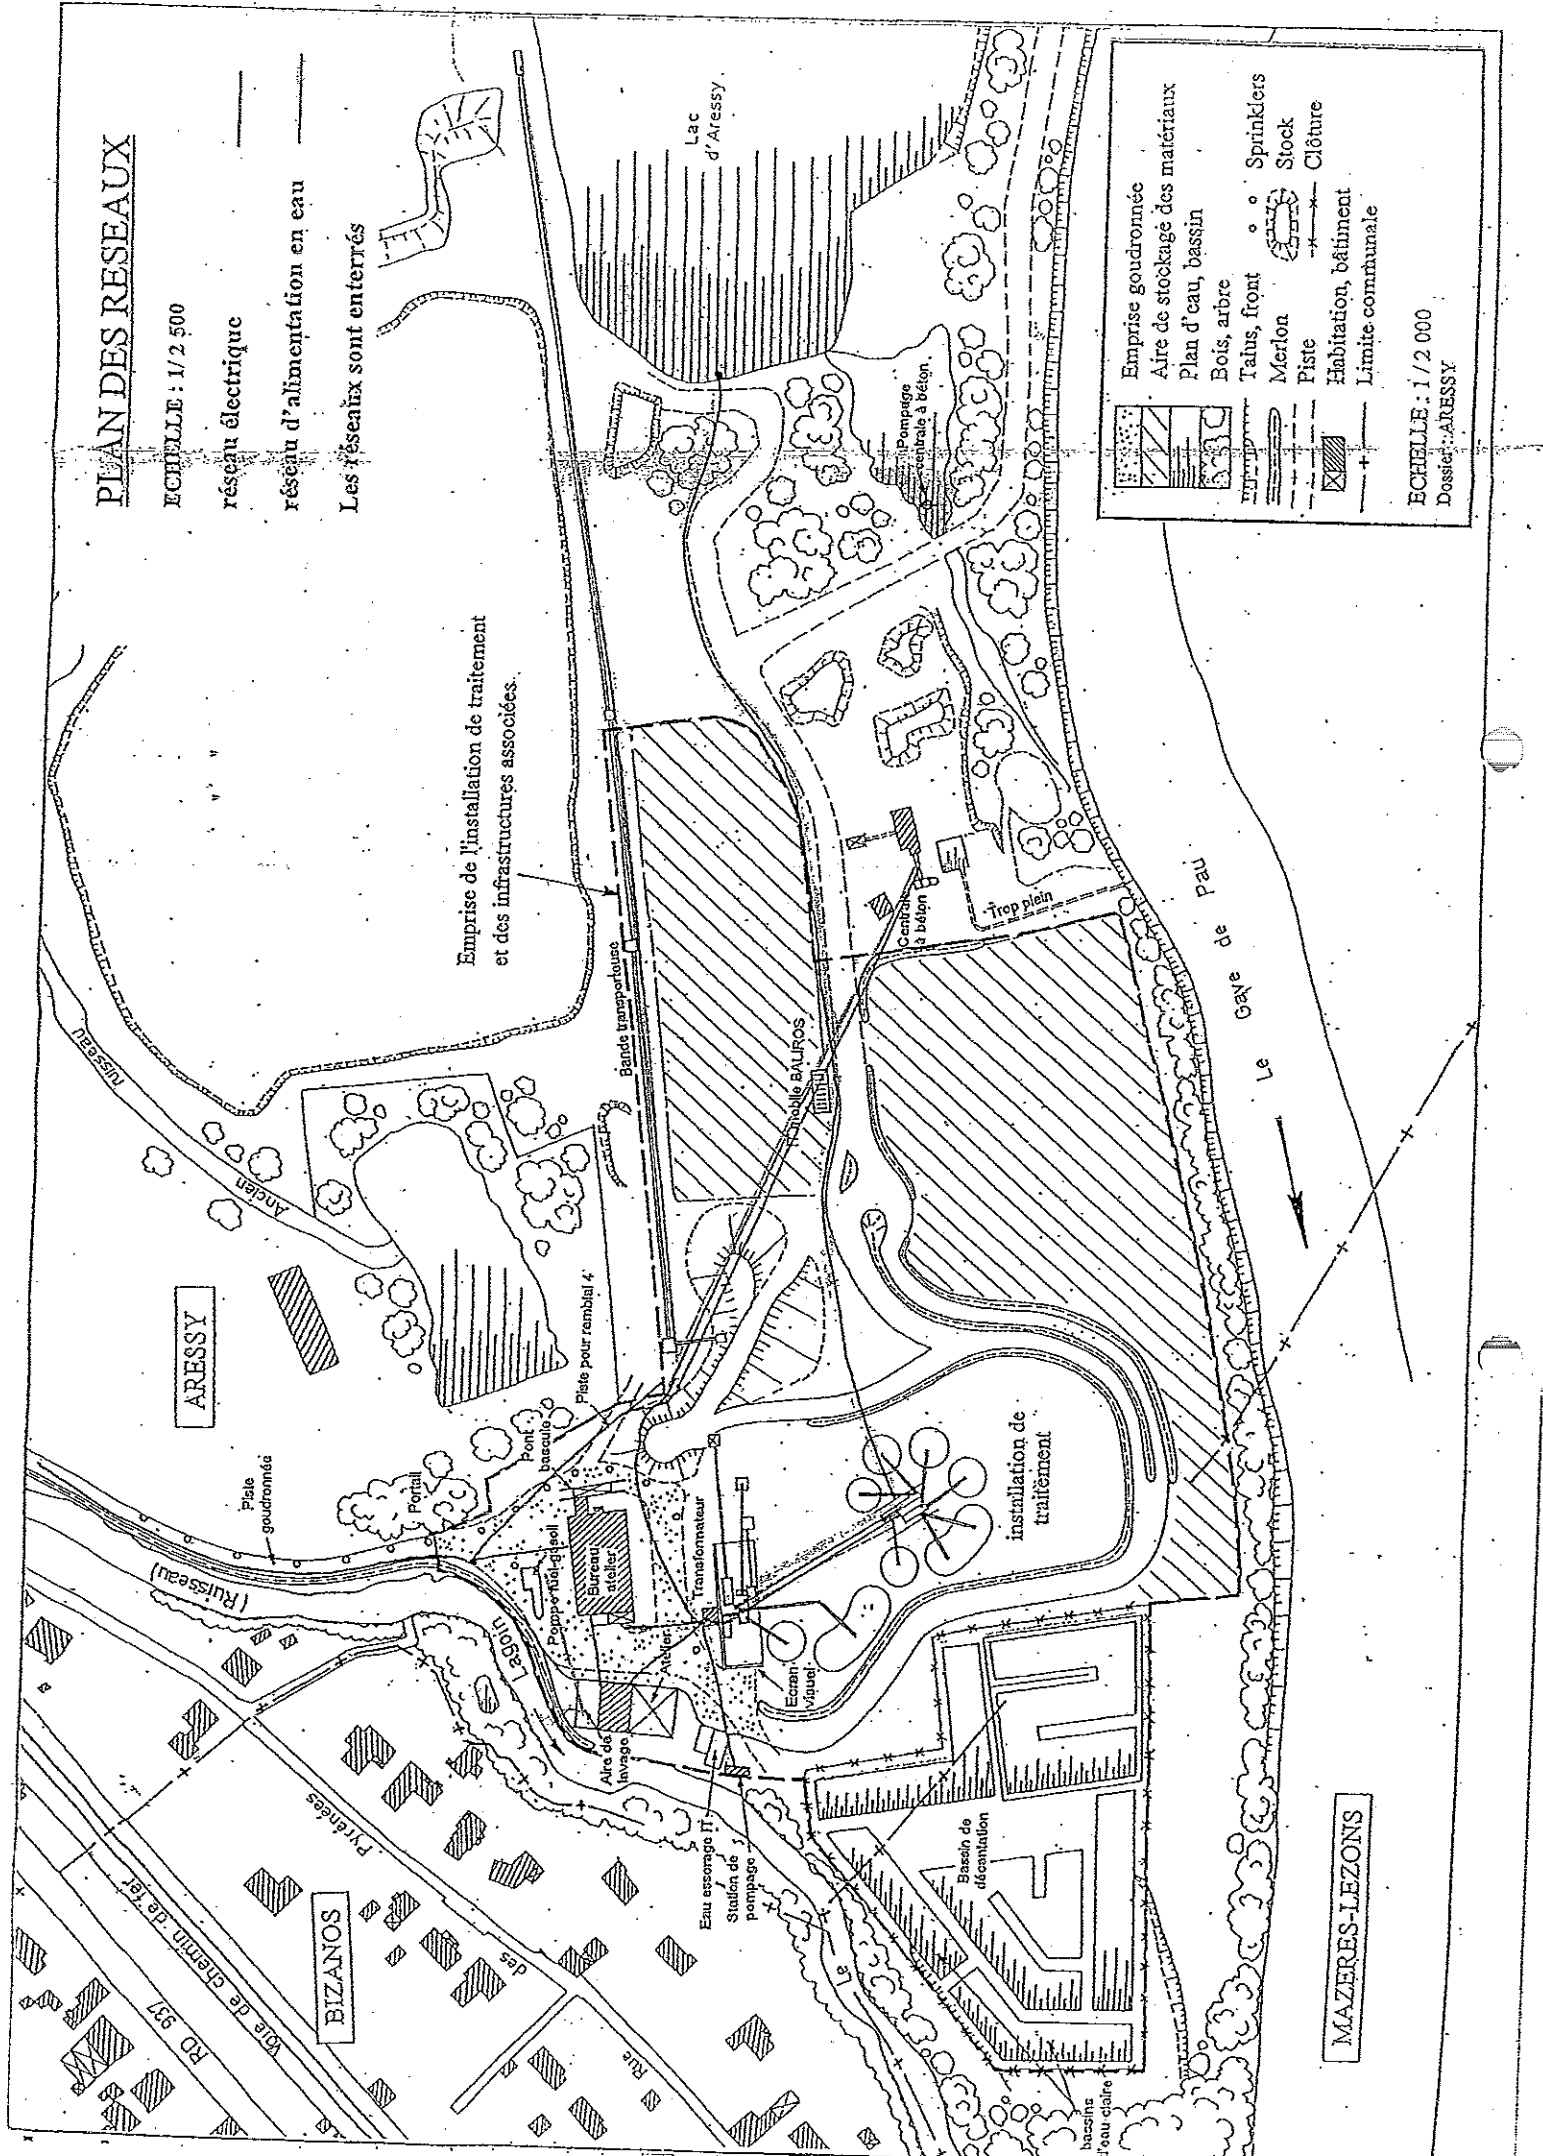 PLAN DES RESEAUX
ECHELLE : 1/2 500
réseau électrique
réseau d'alimentation en eau
Les réseaux sont enterrés
Lac
d'Aressy
Emprise de l'installation de traitement
et des infrastructures associées
Bande transporteuse
Pompage
centrale à béton
Centrale
à béton
Trop plein
mobile BAUROS
Ancien
ruisseau
ARESSY
Piste
goudronnée
Portail
Pont
bascule
Piste pour remblai 4
(Ruisseau)
Lagoin
Le
Pompe fuel-gasoil
Bureau
atelier
Transformateur
Atelier
Aire de
lavage
Ecran
visuel
installation de
traitement
Eau essorage IT
Station de
pompage
Bassin de
décantation
bassins
d'eau claire
RD 937
Voie de chemin de fer
BIZANOS
Rue
des
Pyrénées
Le Gave de Pau
MAZERES-LEZONS
Emprise goudronnée
Aire de stockage des matériaux
Plan d'eau, bassin
Bois, arbre
Talus, front
Sprinklers
Merlon
Stock
Piste
Clôture
Habitation, bâtiment
Limite communale
ECHELLE : 1 / 2 000
Dossier : ARESSY